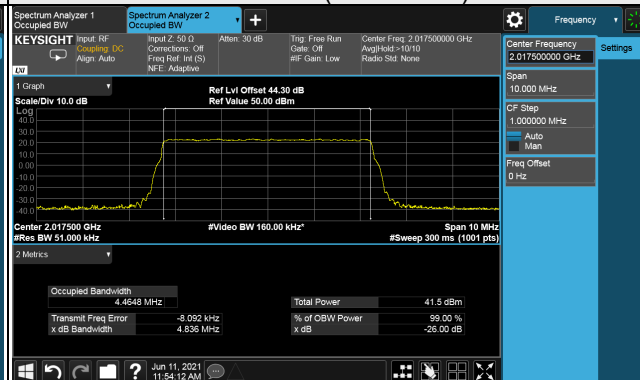 Spectrum Analyzer 1
Occupied BW
Spectrum Analyzer 2
Occupied BW
Frequency
KEYSIGHT
Input: RF
Coupling: DC
Align: Auto
Input Z: 50 Ω
Corrections: Off
Freq Ref: Int (S)
NFE: Adaptive
Atten: 30 dB
Trig: Free Run
Gate: Off
#IF Gain: Low
Center Freq: 2.017500000 GHz
Avg|Hold:>10/10
Radio Std: None
LXI
Center Frequency
2.017500000 GHz
Settings
Span
10.000 MHz
CF Step
1.000000 MHz
Auto
Man
Freq Offset
0 Hz
1 Graph
Scale/Div 10.0 dB
Ref Lvl Offset 44.30 dB
Ref Value 50.00 dBm
Log
40.0
30.0
20.0
10.0
0.00
-10.0
-20.0
-30.0
-40.0
Center 2.017500 GHz
#Res BW 51.000 kHz
#Video BW 160.00 kHz*
Span 10 MHz
#Sweep 300 ms (1001 pts)
2 Metrics
Occupied Bandwidth
4.4648 MHz
Total Power 41.5 dBm
Transmit Freq Error -8.092 kHz
% of OBW Power 99.00 %
x dB Bandwidth 4.836 MHz
x dB -26.00 dB
?
Jun 11, 2021
11:54:12 AM